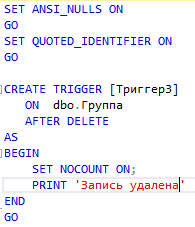 SET ANSI_NULLS ON
GO
SET QUOTED_IDENTIFIER ON
GO
CREATE TRIGGER [Триггер3]
ON dbo.Группа
AFTER DELETE
AS
BEGIN
SET NOCOUNT ON;
PRINT 'Запись удалена'
END
GO